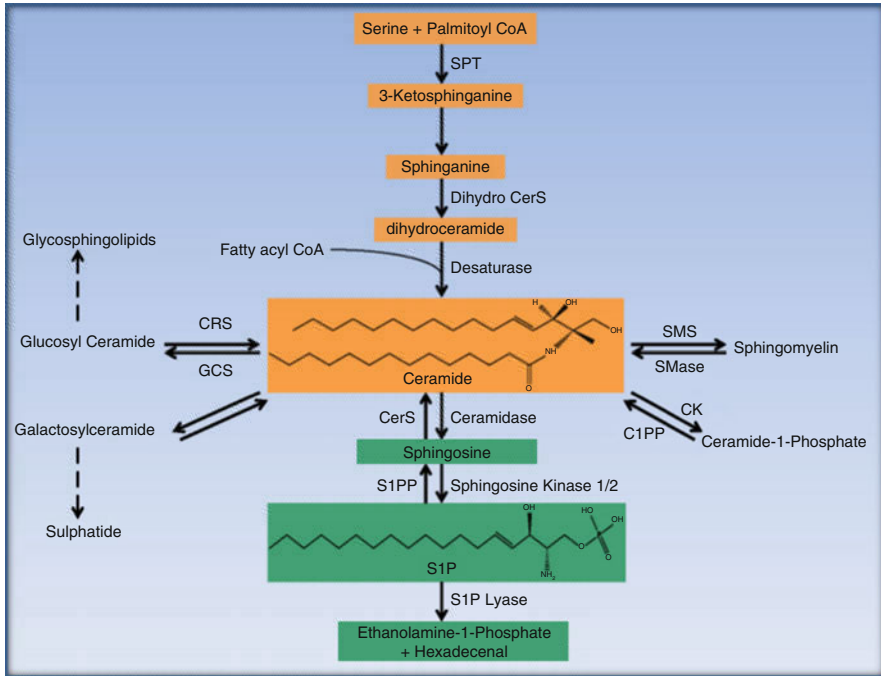 Serine + Palmitoyl CoA
SPT
3-Ketosphinganine
Sphinganine
Dihydro CerS
dihydroceramide
Glycosphingolipids
Fatty acyl CoA
Desaturase
H
OH
OH
CRS
SMS
Glucosyl Ceramide
Sphingomyelin
NH
GCS
SMase
Ceramide
O
CerS
Ceramidase
CK
Galactosylceramide
C1PP
Ceramide-1-Phosphate
Sphingosine
S1PP
Sphingosine Kinase 1/2
Sulphatide
OH
HO
OH
P
O
O
S1P
NH2
S1P Lyase
Ethanolamine-1-Phosphate
+ Hexadecenal